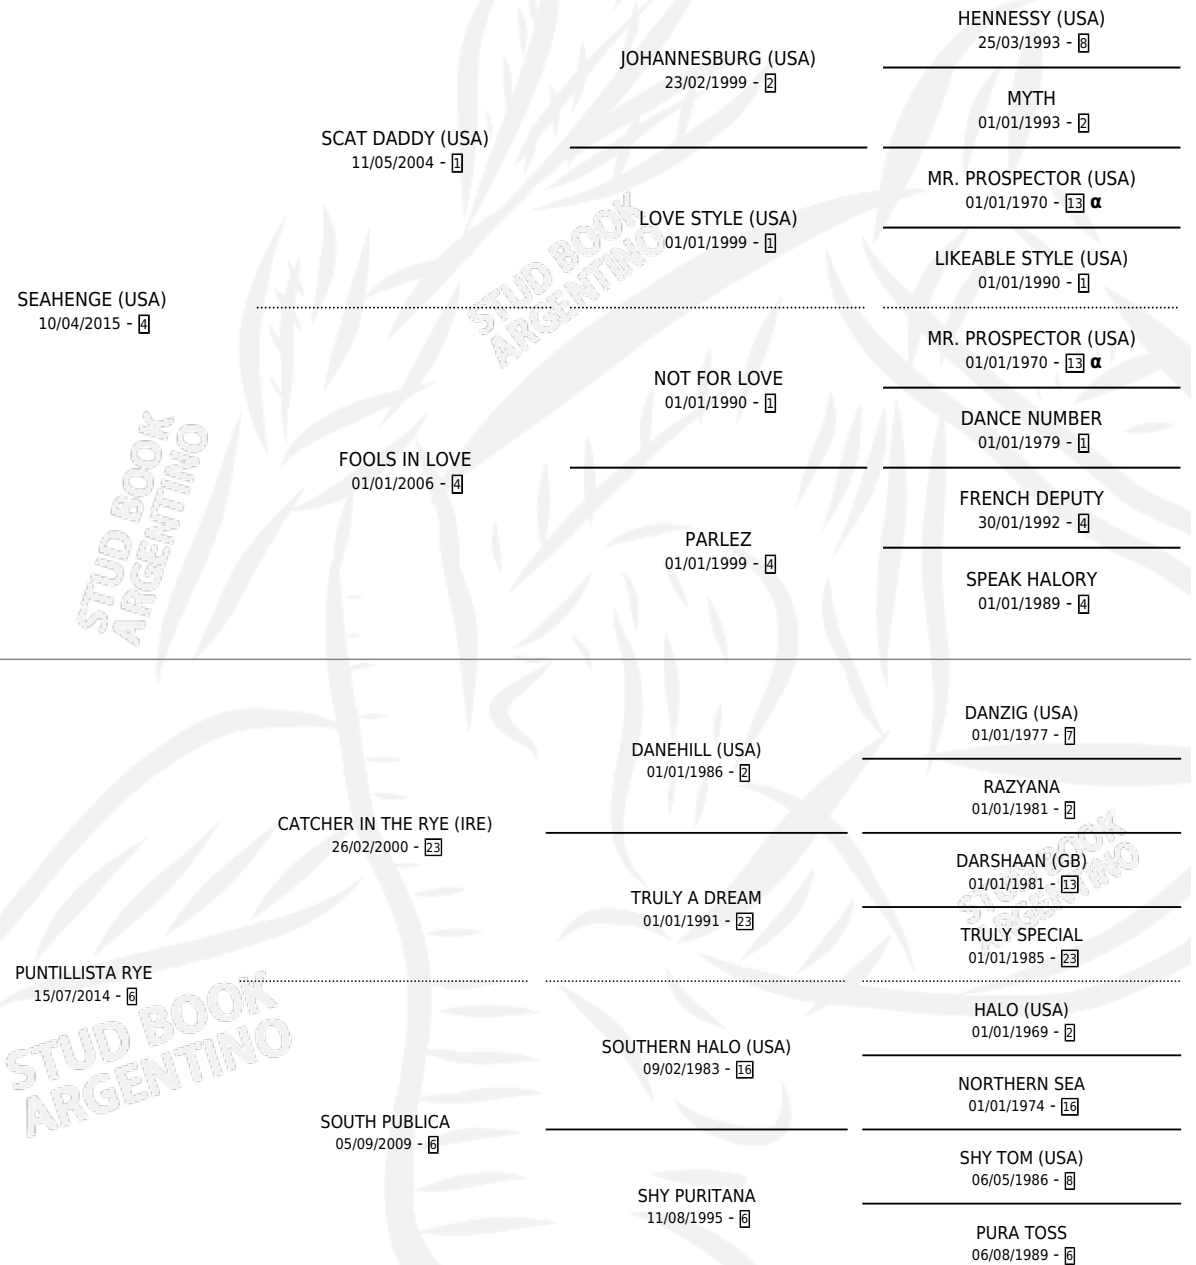 HENNESSY (USA)
25/03/1993 - 8
JOHANNESBURG (USA)
23/02/1999 - 2
MYTH
01/01/1993 - 2
SCAT DADDY (USA)
11/05/2004 - 1
MR. PROSPECTOR (USA)
01/01/1970 - 13 α
LOVE STYLE (USA)
01/01/1999 - 1
LIKEABLE STYLE (USA)
01/01/1990 - 1
SEAHENGE (USA)
10/04/2015 - 4
MR. PROSPECTOR (USA)
01/01/1970 - 13 α
NOT FOR LOVE
01/01/1990 - 1
DANCE NUMBER
01/01/1979 - 1
FOOLS IN LOVE
01/01/2006 - 4
FRENCH DEPUTY
30/01/1992 - 4
PARLEZ
01/01/1999 - 4
SPEAK HALORY
01/01/1989 - 4
DANZIG (USA)
01/01/1977 - 7
DANEHILL (USA)
01/01/1986 - 2
RAZYANA
01/01/1981 - 2
CATCHER IN THE RYE (IRE)
26/02/2000 - 23
DARSHAAN (GB)
01/01/1981 - 13
TRULY A DREAM
01/01/1991 - 23
TRULY SPECIAL
01/01/1985 - 23
PUNTILLISTA RYE
15/07/2014 - 6
HALO (USA)
01/01/1969 - 2
SOUTHERN HALO (USA)
09/02/1983 - 16
NORTHERN SEA
01/01/1974 - 16
SOUTH PUBLICA
05/09/2009 - 6
SHY TOM (USA)
06/05/1986 - 8
SHY PURITANA
11/08/1995 - 6
PURA TOSS
06/08/1989 - 6
STUD BOOK
ARGENTINO
STUD BOOK
ARGENTINO
STUD BOOK
ARGENTINO
STUD BOOK
ARGENTINO